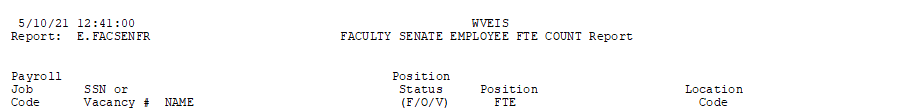 5/10/21 12:41:00 WVEIS
Report: E.FACSENFR FACULTY SENATE EMPLOYEE FTE COUNT Report
Payroll Position
Job SSN or Status Position Location
Code Vacancy # NAME (F/O/V) FTE Code